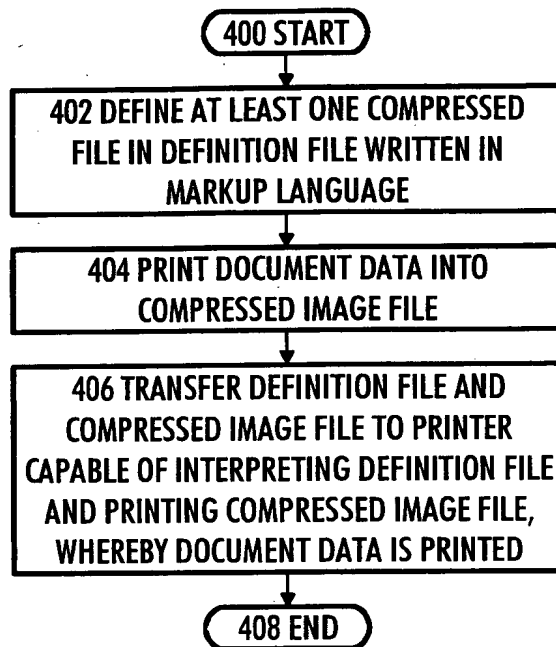 400 START
402 DEFINE AT LEAST ONE COMPRESSED
FILE IN DEFINITION FILE WRITTEN IN
MARKUP LANGUAGE
404 PRINT DOCUMENT DATA INTO
COMPRESSED IMAGE FILE
406 TRANSFER DEFINITION FILE AND
COMPRESSED IMAGE FILE TO PRINTER
CAPABLE OF INTERPRETING DEFINITION FILE
AND PRINTING COMPRESSED IMAGE FILE,
WHEREBY DOCUMENT DATA IS PRINTED
408 END